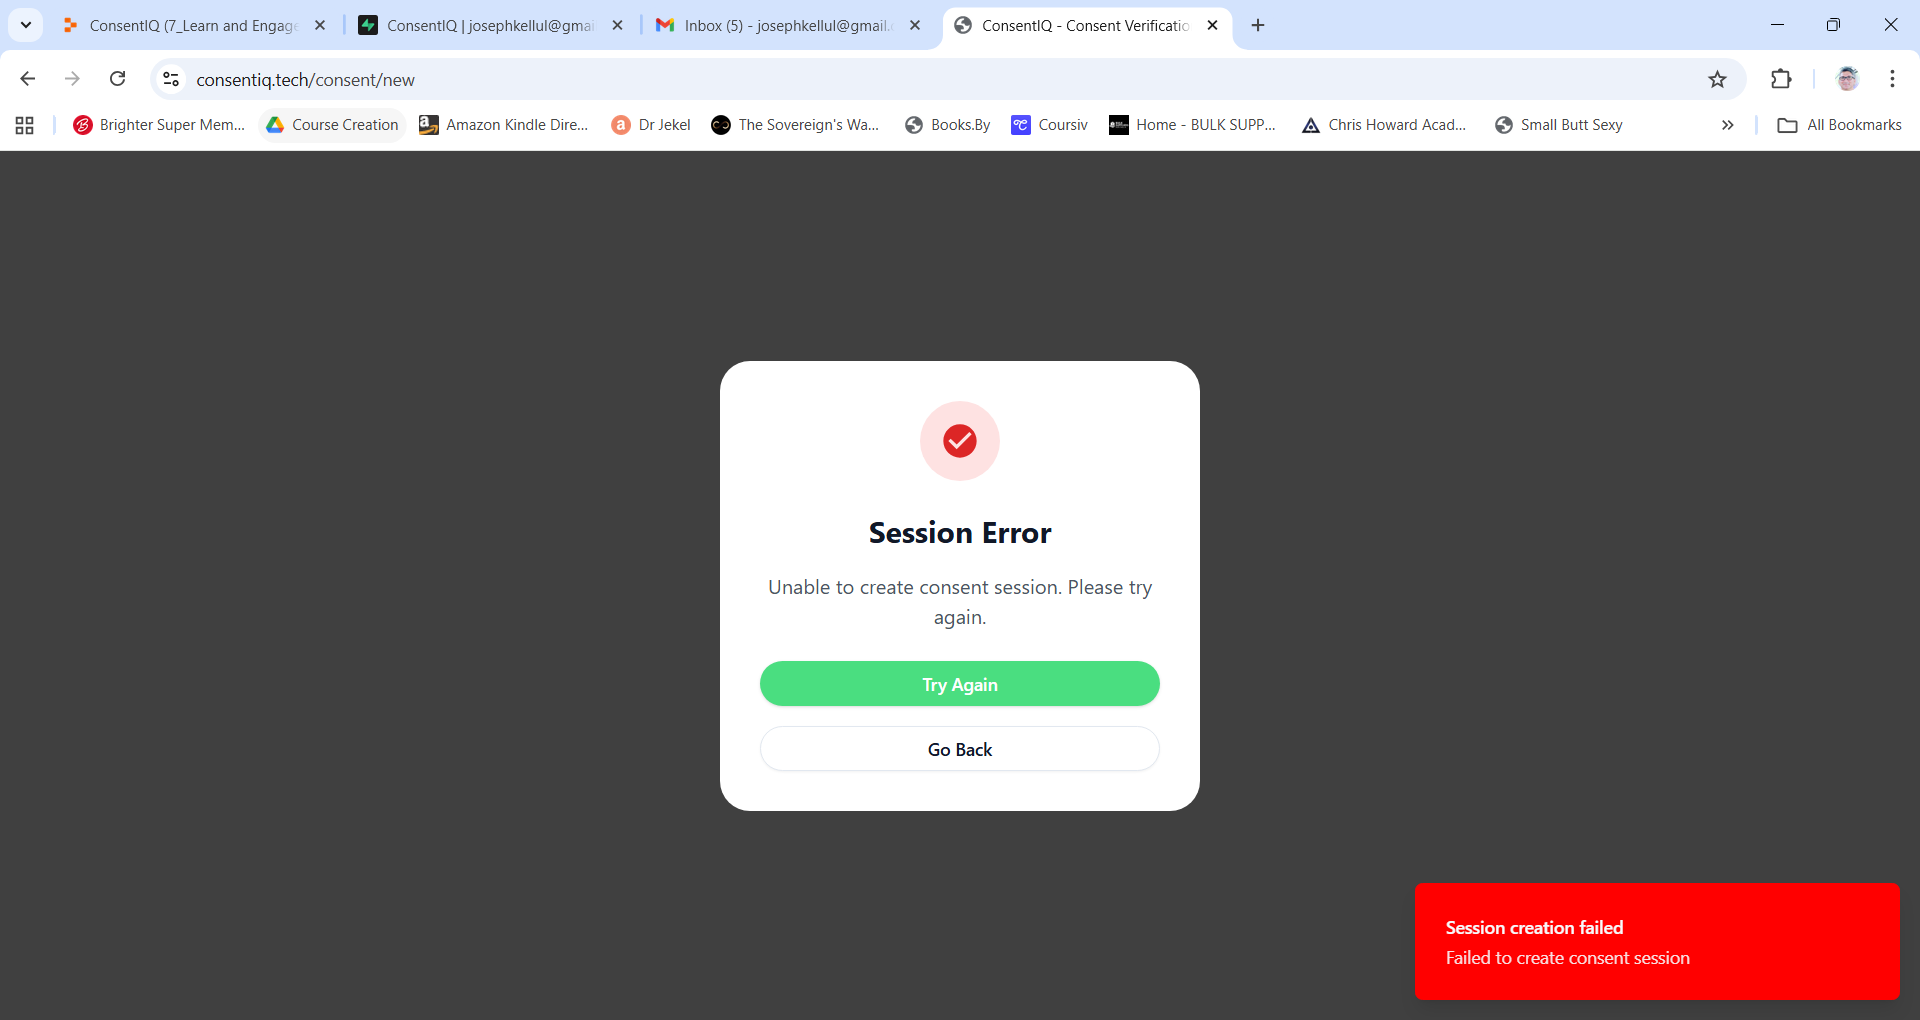 ConsentIQ (7_Learn and Engage
ConsentIQ | josephkellul@gmai
Inbox (5) - josephkellul@gmail.
ConsentIQ - Consent Verificatio
consentiq.tech/consent/new
Brighter Super Mem...
Course Creation
Amazon Kindle Dire...
Dr Jekel
The Sovereign's Wa...
Books.By
Coursiv
Home - BULK SUPP...
Chris Howard Acad...
Small Butt Sexy
All Bookmarks
Session Error
Unable to create consent session. Please try
again.
Try Again
Go Back
Session creation failed
Failed to create consent session